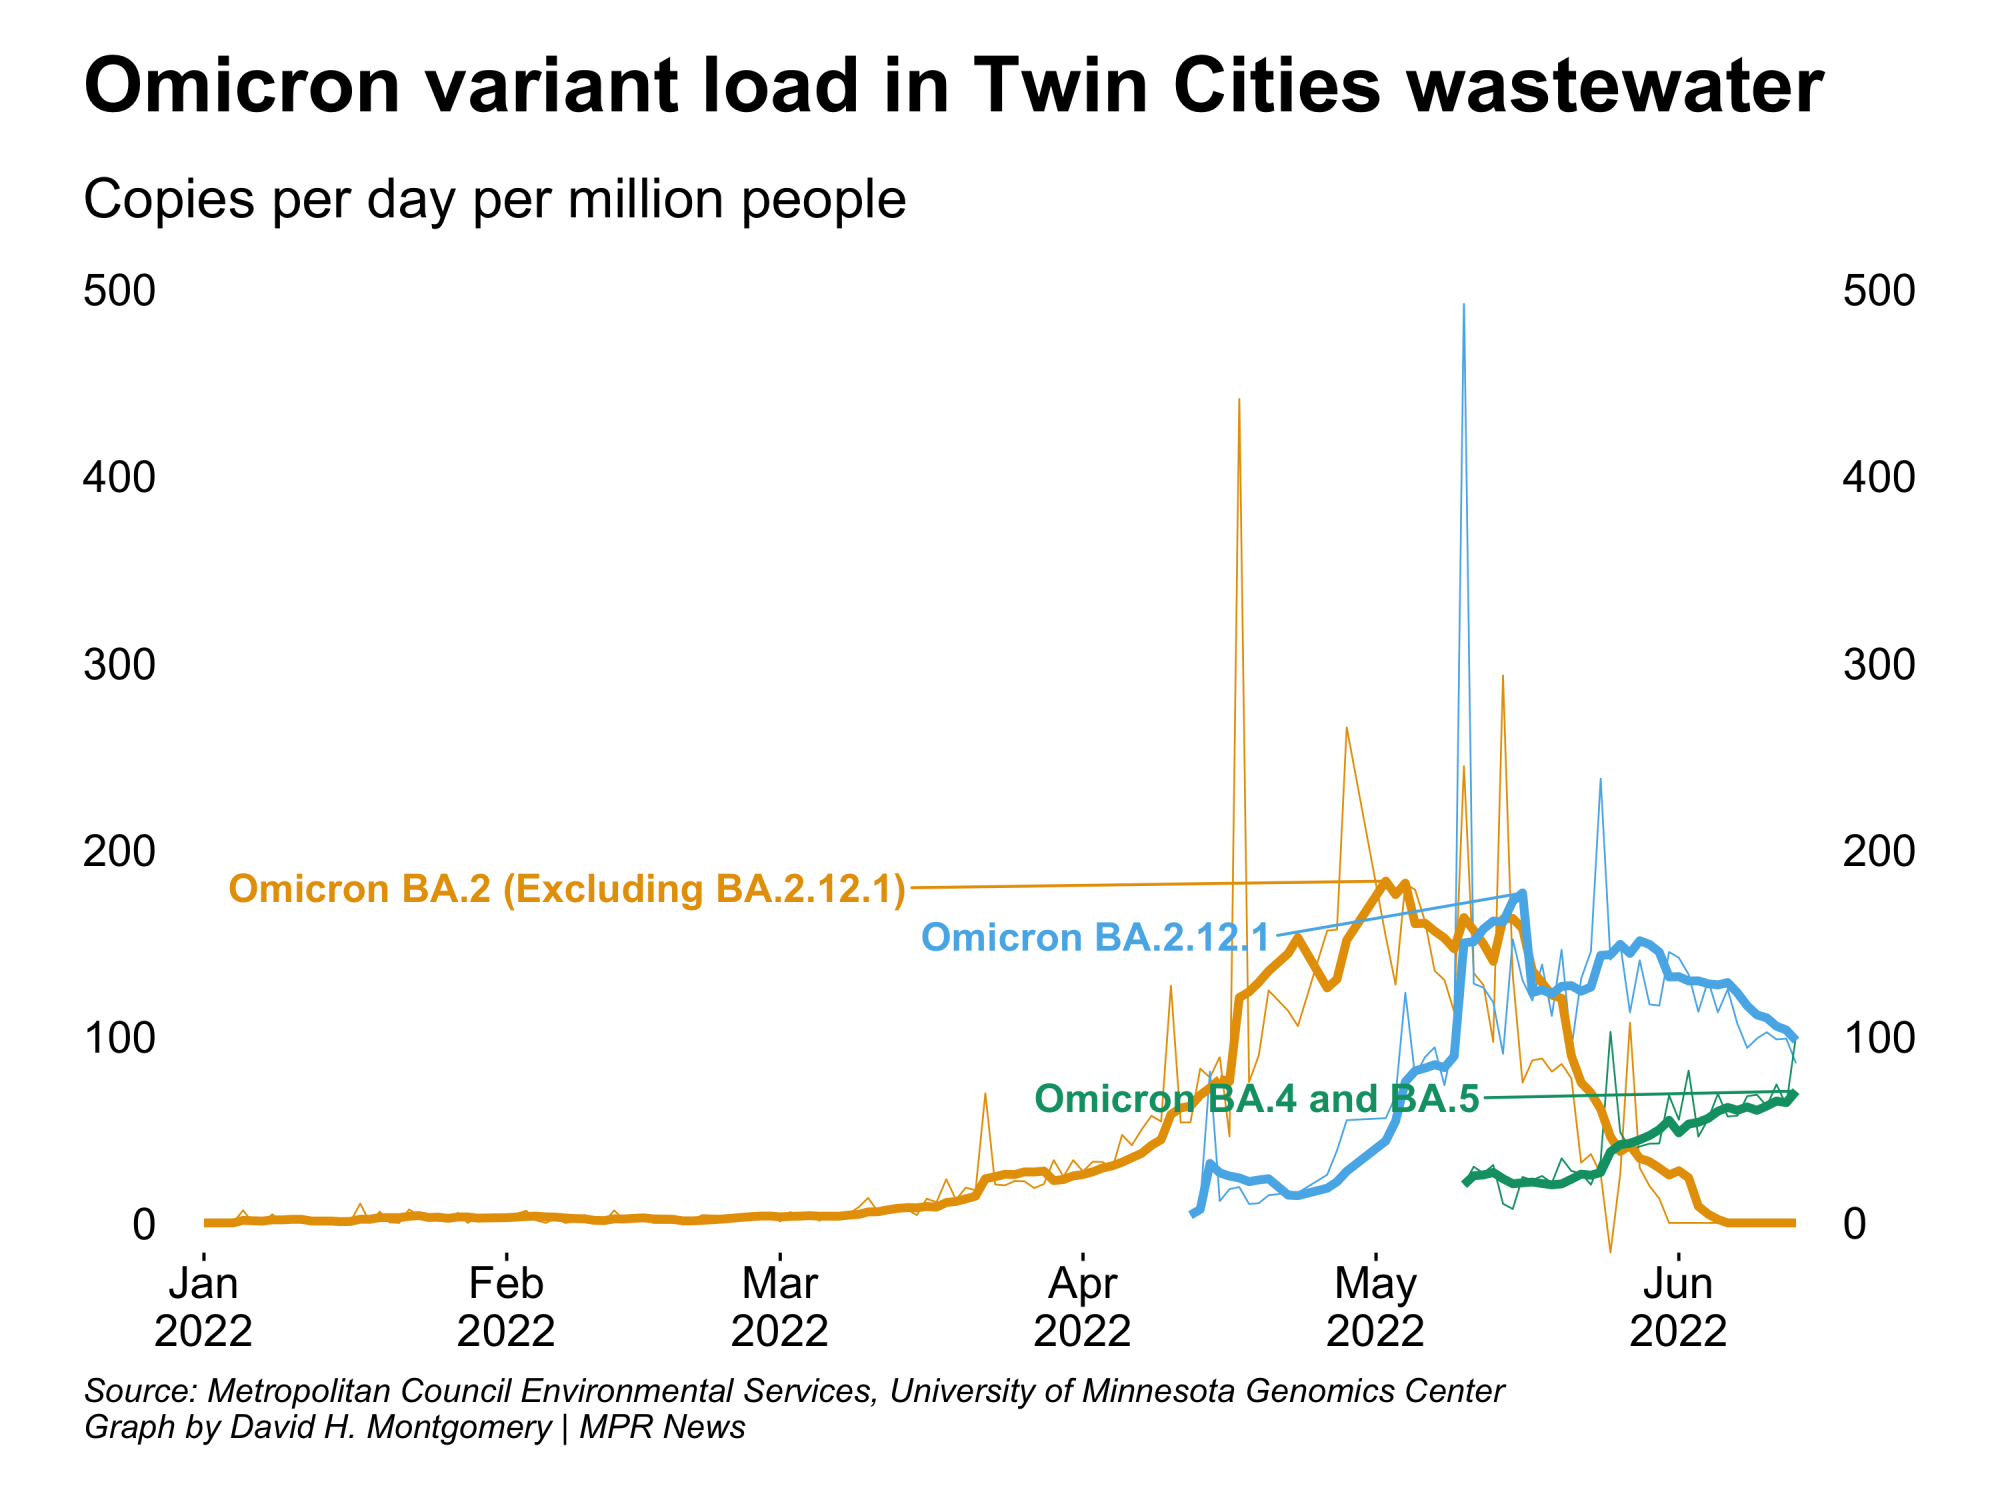 Omicron variant load in Twin Cities wastewater
Copies per day per million people
500 500
400 400
300 300
200 200
Omicron BA.2 (Excluding BA.2.12.1)
Omicron BA.2.12.1
100 100
Omicron BA.4 and BA.5
0 0
Jan Feb Mar Apr May Jun
2022 2022 2022 2022 2022 2022
Source: Metropolitan Council Environmental Services, University of Minnesota Genomics Center
Graph by David H. Montgomery | MPR News